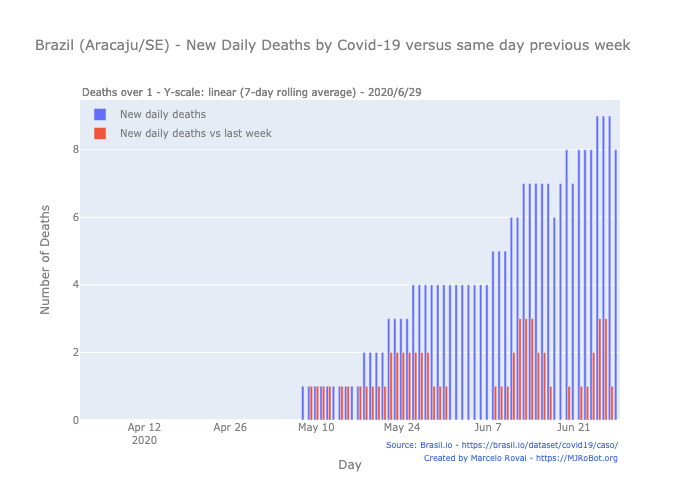 Brazil (Aracaju/SE) - New Daily Deaths by Covid-19 versus same day previous week
Deaths over 1 - Y-scale: linear (7-day rolling average) - 2020/6/29
New daily deaths
New daily deaths vs last week
Number of Deaths
8
6
4
2
0
Apr 12
2020
Apr 26
May 10
May 24
Jun 7
Jun 21
Day
Source: Brasil.io - https://brasil.io/dataset/covid19/caso/
Created by Marcelo Rovai - https://MJRoBot.org